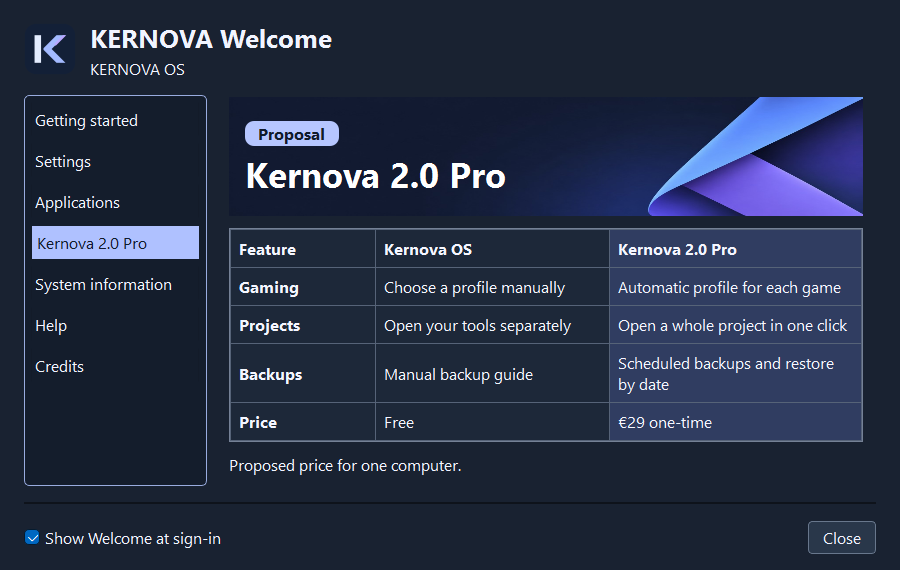 KERNOVA Welcome
KERNOVA OS
Getting started
Settings
Applications
Kernova 2.0 Pro
System information
Help
Credits
Proposal
Kernova 2.0 Pro
Feature Kernova OS Kernova 2.0 Pro
Gaming Choose a profile manually Automatic profile for each game
Projects Open your tools separately Open a whole project in one click
Backups Manual backup guide Scheduled backups and restore
by date
Price Free €29 one-time
Proposed price for one computer.
Show Welcome at sign-in
Close